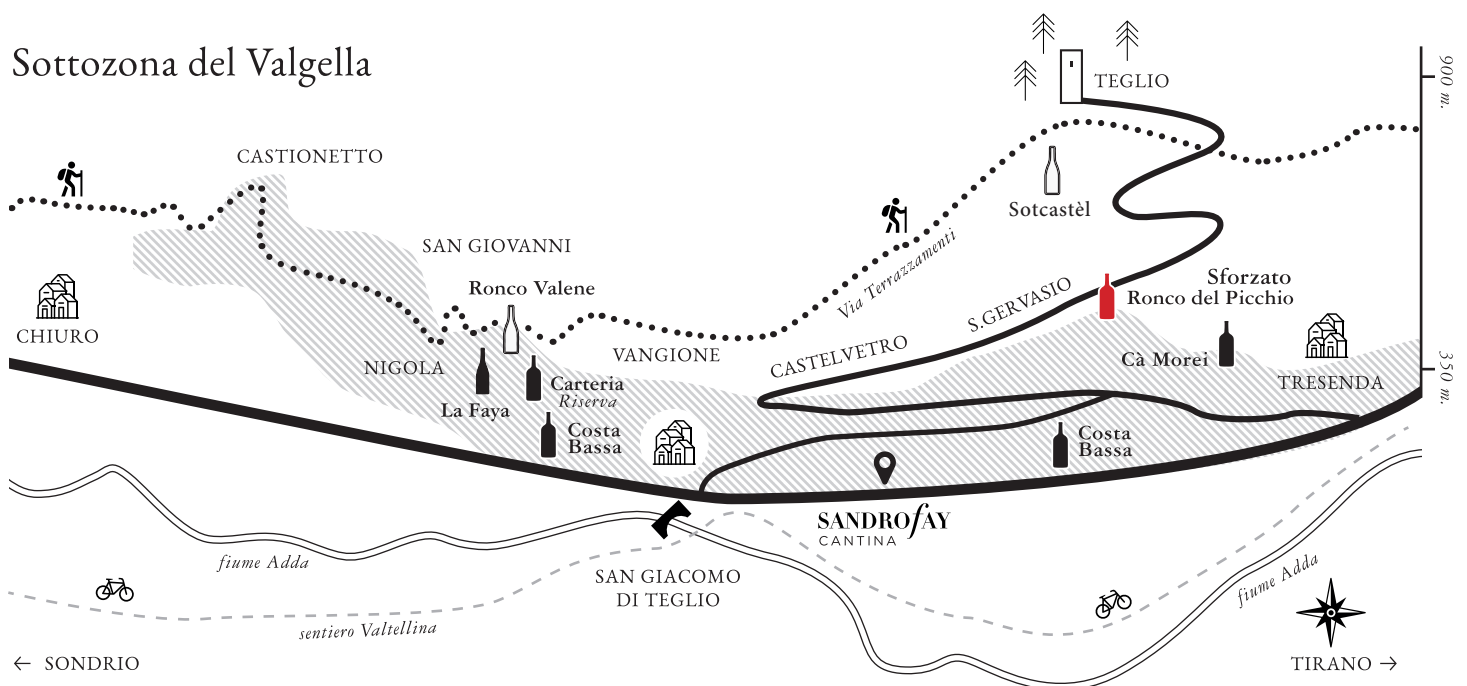 Sottozona del Valgella
TEGLIO
900 m.
CASTIONETTO
Sotcastèl
SAN GIOVANNI
Via Terrazzamenti
Ronco Valene
Sforzato
Ronco del Picchio
S.GERVASIO
CHIURO
NIGOLA
VANGIONE
CASTELVETRO
Cà Morei
350 m.
TRESENDA
La Faya
Carteria
Riserva
Costa
Bassa
Costa
Bassa
SANDROFAY
CANTINA
fiume Adda
SAN GIACOMO
DI TEGLIO
fiume Adda
sentiero Valtellina
← SONDRIO
TIRANO →